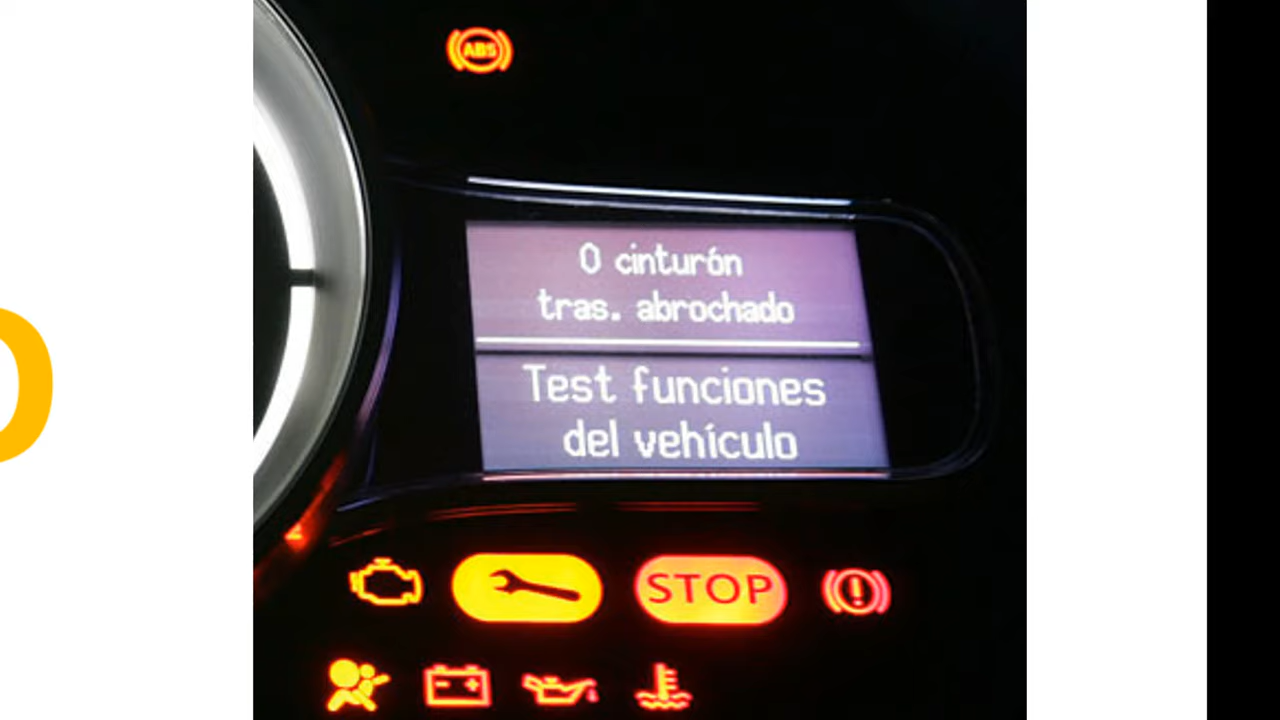 ABS
0 cinturón
tras. abrochado
Test funciones
del vehículo
STOP